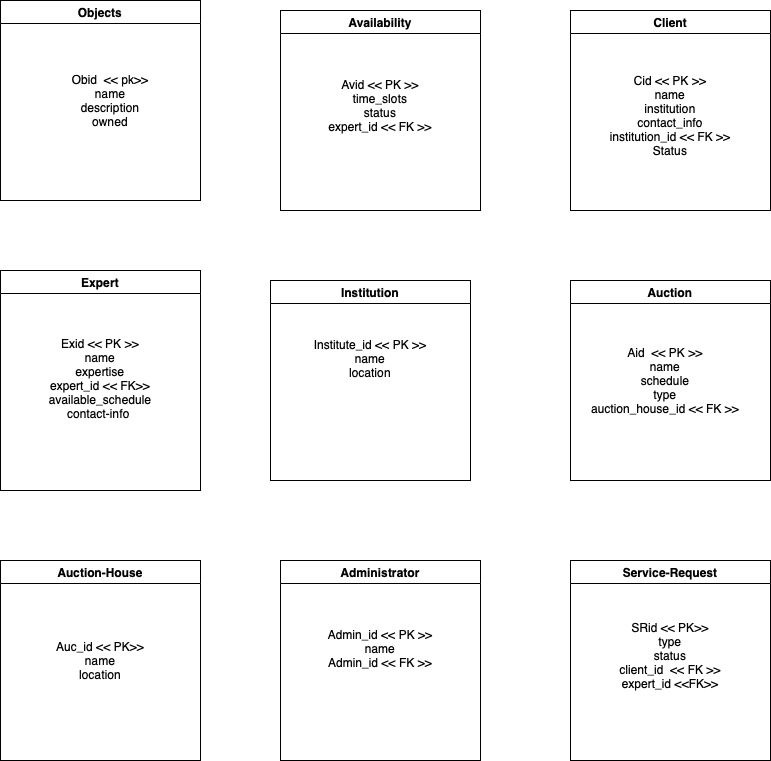 Objects
Obid << pk>>
name
description
owned
Availability
Avid << PK >>
time_slots
status
expert_id << FK >>
Client
Cid << PK >>
name
institution
contact_info
institution_id << FK >>
Status
Expert
Exid << PK >>
name
expertise
expert_id << FK>>
available_schedule
contact-info
Institution
Institute_id << PK >>
name
location
Auction
Aid << PK >>
name
schedule
type
auction_house_id << FK >>
Auction-House
Auc_id << PK>>
name
location
Administrator
Admin_id << PK >>
name
Admin_id << FK >>
Service-Request
SRid << PK>>
type
status
client_id << FK >>
expert_id <<FK>>